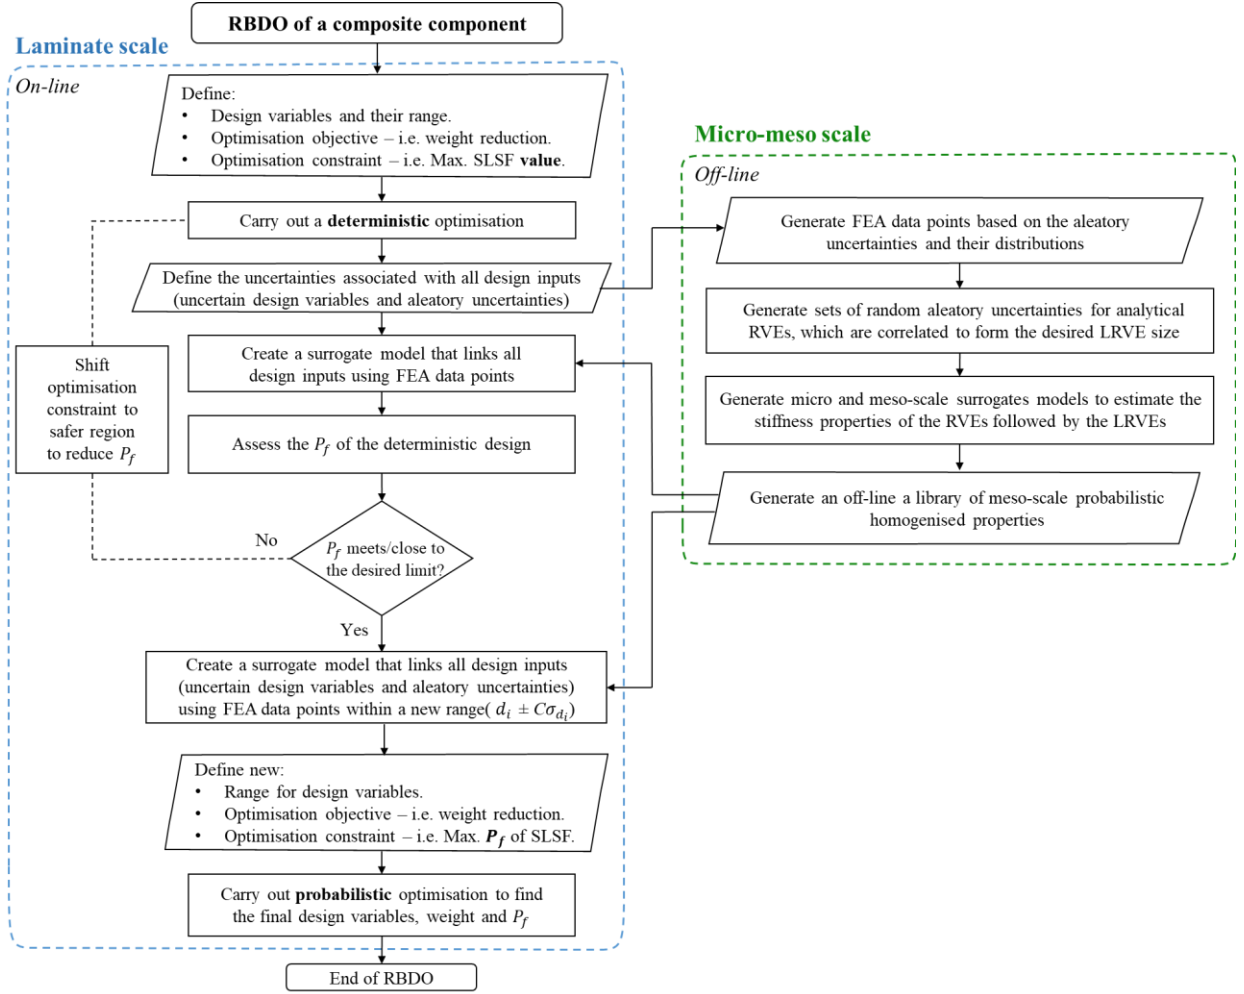 RBDO of a composite component
Laminate scale
On-line
Define:
• Design variables and their range.
• Optimisation objective – i.e. weight reduction.
• Optimisation constraint – i.e. Max. SLSF value.
Carry out a deterministic optimisation
Define the uncertainties associated with all design inputs
(uncertain design variables and aleatory uncertainties)
Create a surrogate model that links all
design inputs using FEA data points
Shift
optimisation
constraint to
safer region
to reduce P_f
Assess the P_f of the deterministic design
No
P_f meets/close to
the desired limit?
Yes
Create a surrogate model that links all design inputs
(uncertain design variables and aleatory uncertainties)
using FEA data points within a new range( d_i ± Cσ_{d_i})
Define new:
• Range for design variables.
• Optimisation objective – i.e. weight reduction.
• Optimisation constraint – i.e. Max. P_f of SLSF.
Carry out probabilistic optimisation to find
the final design variables, weight and P_f
End of RBDO
Micro-meso scale
Off-line
Generate FEA data points based on the aleatory
uncertainties and their distributions
Generate sets of random aleatory uncertainties for analytical
RVEs, which are correlated to form the desired LRVE size
Generate micro and meso-scale surrogates models to estimate the
stiffness properties of the RVEs followed by the LRVEs
Generate an off-line a library of meso-scale probabilistic
homogenised properties